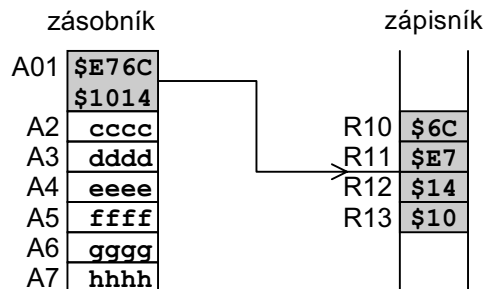 zásobník zápisník
A01 $E76C
$1014
A2 cccc R10 $6C
A3 dddd R11 $E7
A4 eeee R12 $14
A5 ffff R13 $10
A6 gggg
A7 hhhh